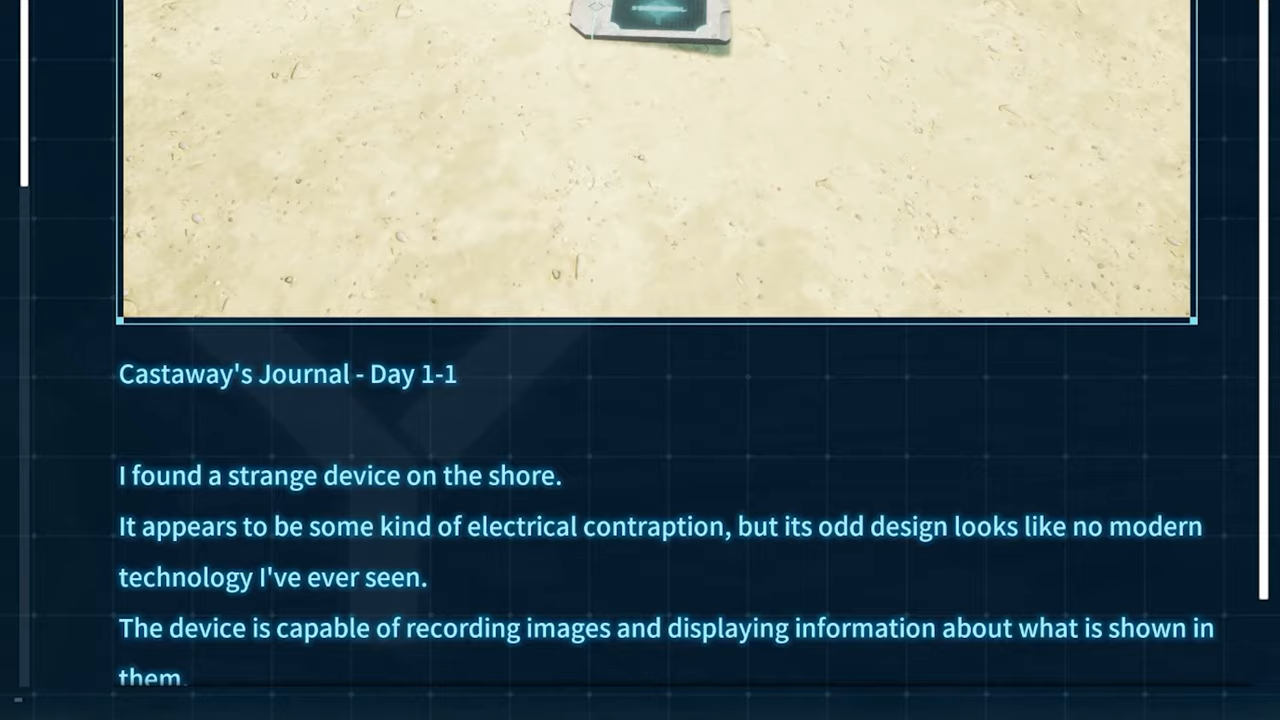 Castaway's Journal - Day 1-1
I found a strange device on the shore.
It appears to be some kind of electrical contraption, but its odd design looks like no modern
technology I've ever seen.
The device is capable of recording images and displaying information about what is shown in
them.